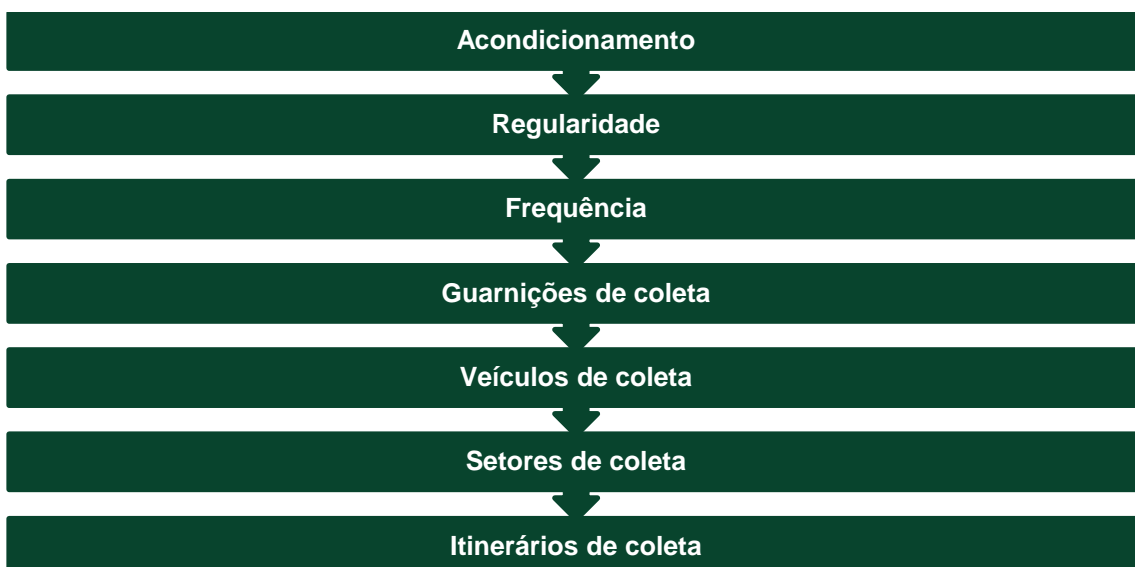 Acondicionamento
Regularidade
Frequência
Guarnições de coleta
Veículos de coleta
Setores de coleta
Itinerários de coleta